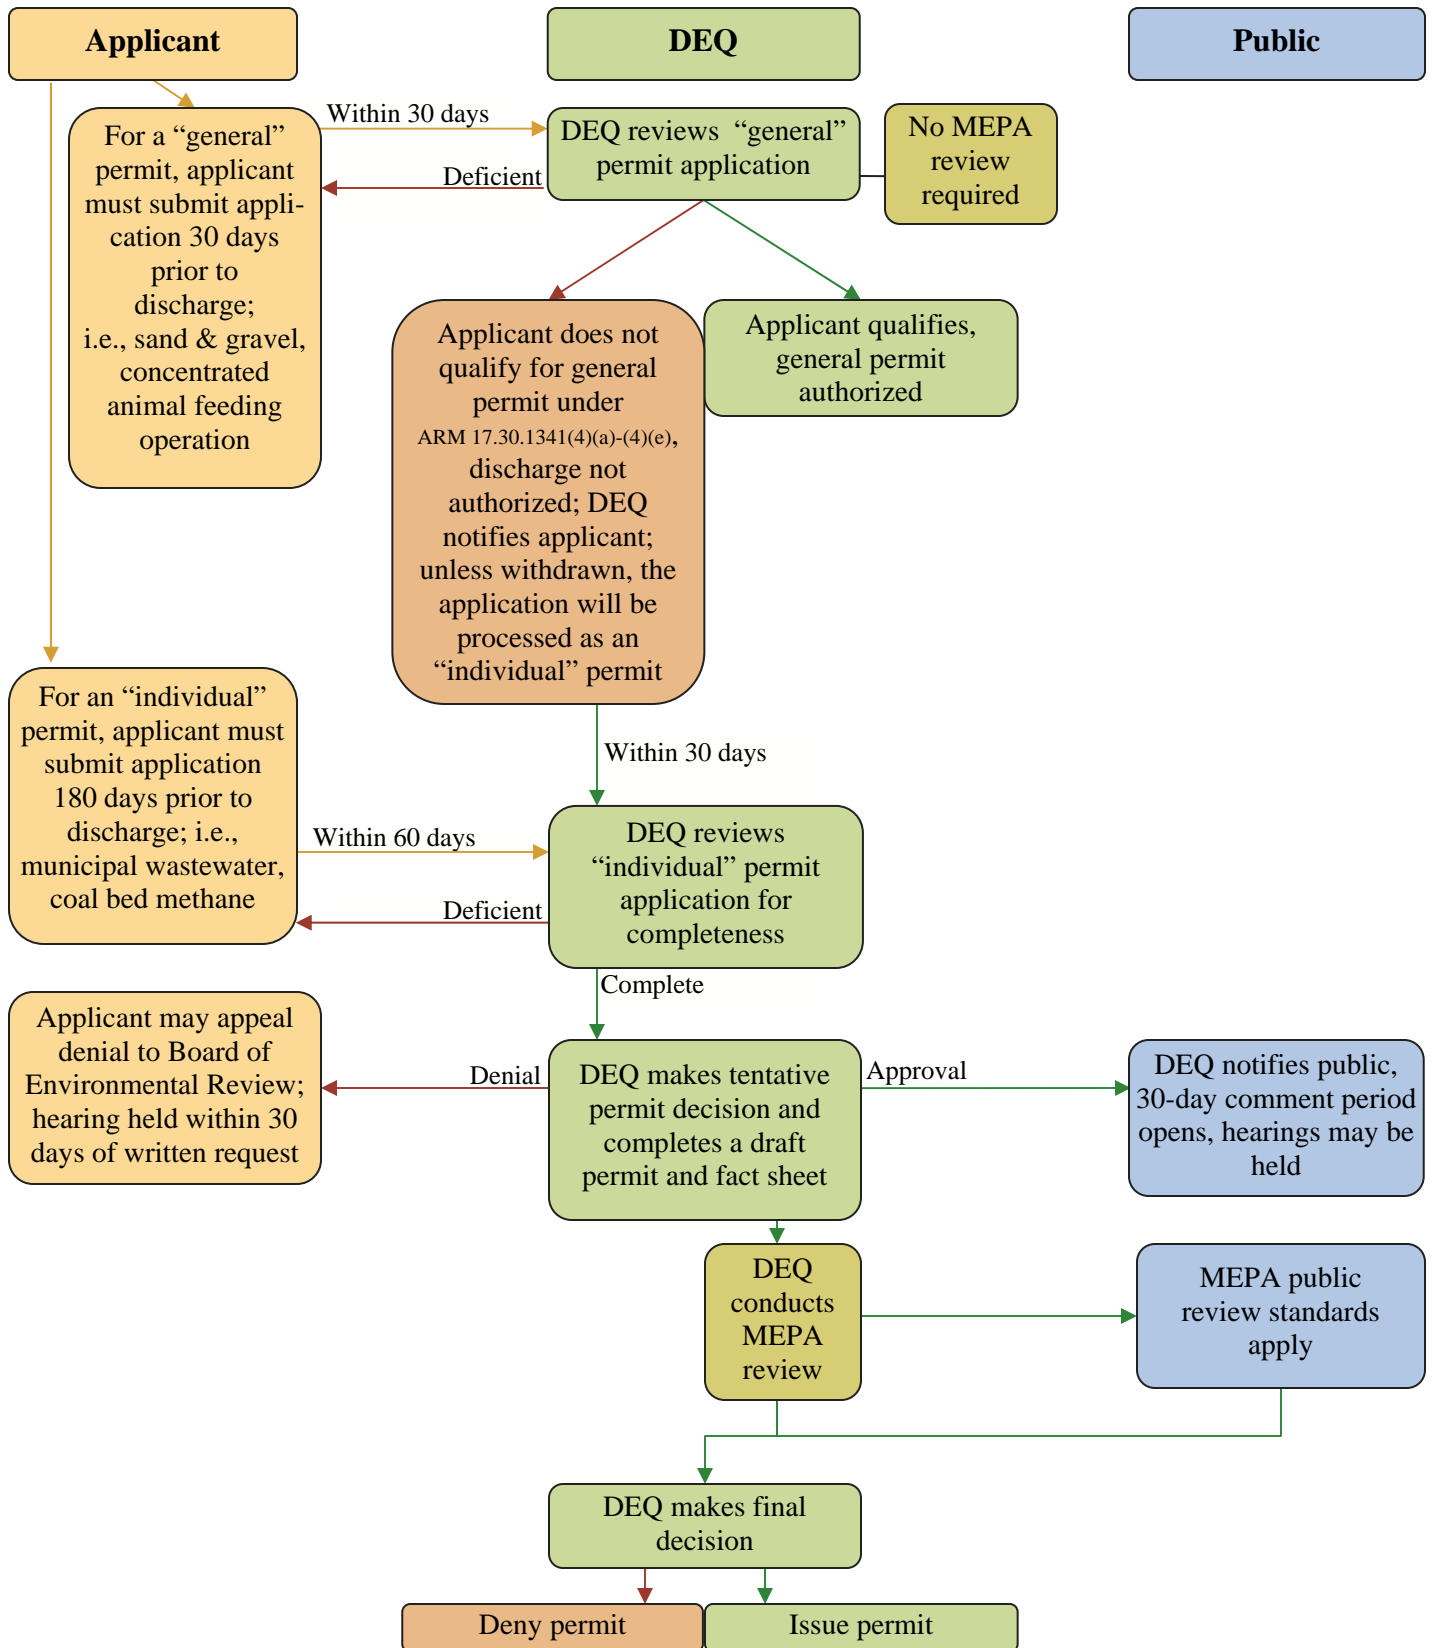 Applicant
DEQ
Public
For a “general”
permit, applicant
must submit appli-
cation 30 days
prior to
discharge;
i.e., sand & gravel,
concentrated
animal feeding
operation
Within 30 days
Deficient
DEQ reviews “general”
permit application
No MEPA
review
required
Applicant does not
qualify for general
permit under
ARM 17.30.1341(4)(a)-(4)(e),
discharge not
authorized; DEQ
notifies applicant;
unless withdrawn, the
application will be
processed as an
“individual” permit
Applicant qualifies,
general permit
authorized
Within 30 days
For an “individual”
permit, applicant must
submit application
180 days prior to
discharge; i.e.,
municipal wastewater,
coal bed methane
Within 60 days
Deficient
DEQ reviews
“individual” permit
application for
completeness
Complete
Applicant may appeal
denial to Board of
Environmental Review;
hearing held within 30
days of written request
Denial
DEQ makes tentative
permit decision and
completes a draft
permit and fact sheet
Approval
DEQ notifies public,
30-day comment period
opens, hearings may be
held
DEQ
conducts
MEPA
review
MEPA public
review standards
apply
DEQ makes final
decision
Deny permit
Issue permit